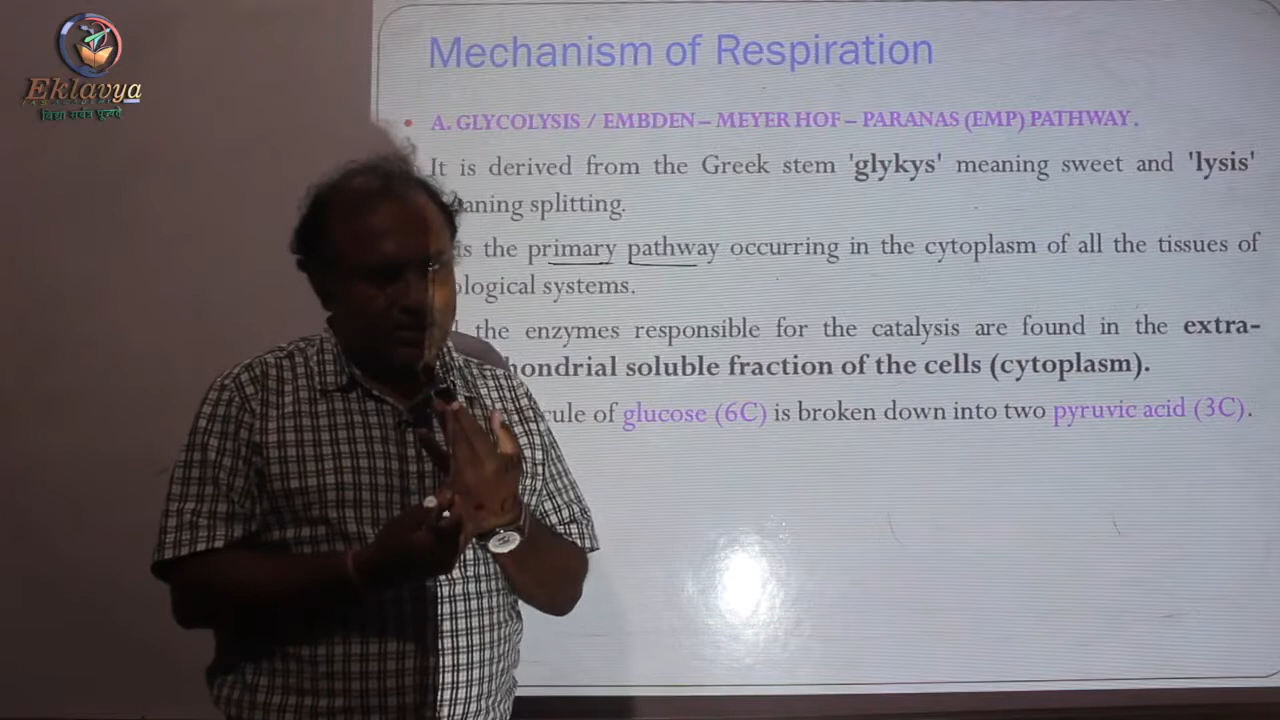 Eklavya
Mechanism of Respiration
• A. GLYCOLYSIS / EMBDEN – MEYER HOF – PARANAS (EMP) PATHWAY.
It is derived from the Greek stem 'glykys' meaning sweet and 'lysis'
aning splitting.
is the primary pathway occurring in the cytoplasm of all the tissues of
ological systems.
the enzymes responsible for the catalysis are found in the extra-
hondrial soluble fraction of the cells (cytoplasm).
cule of glucose (6C) is broken down into two pyruvic acid (3C).